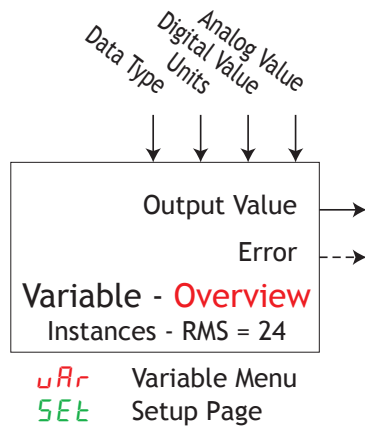 Data Type
Units
Digital Value
Analog Value
Output Value
Error
Variable - Overview
Instances - RMS = 24
uAr Variable Menu
SEt Setup Page